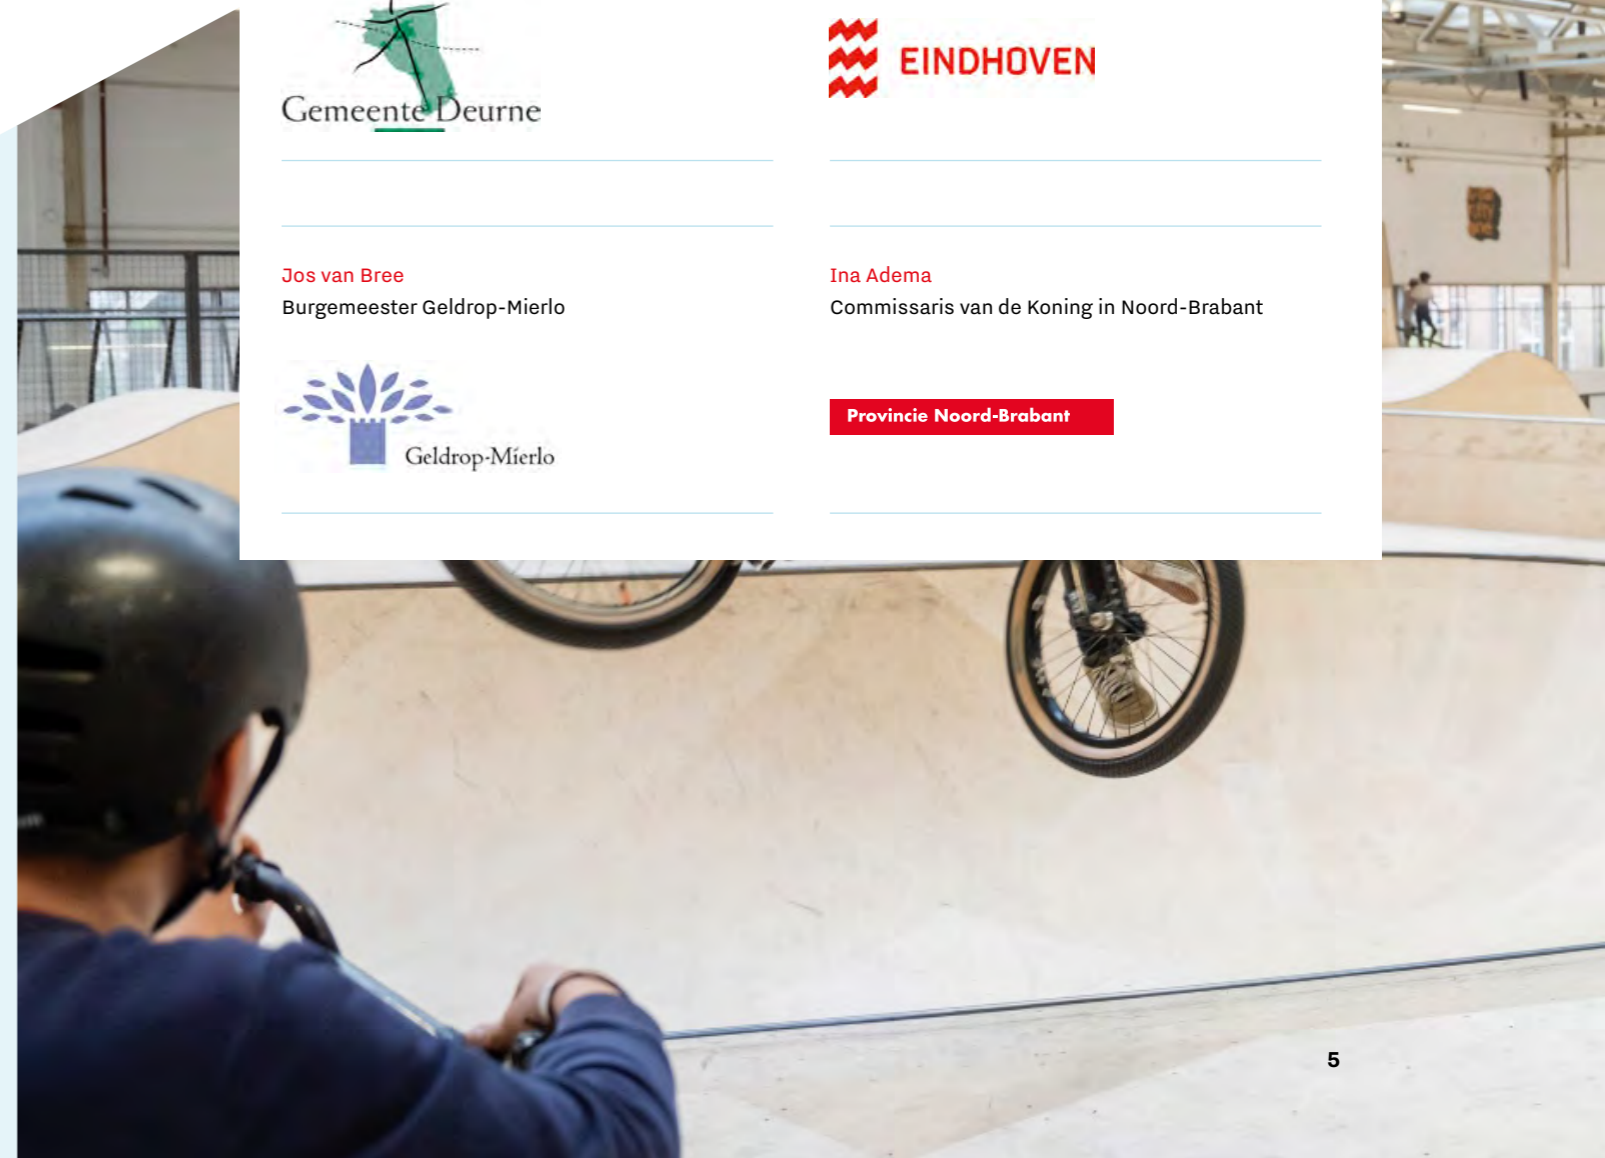 Gemeente Deurne
EINDHOVEN
Jos van Bree
Burgemeester Geldrop-Mierlo
Ina Adema
Commissaris van de Koning in Noord-Brabant
Geldrop-Mierlo
Provincie Noord-Brabant
5